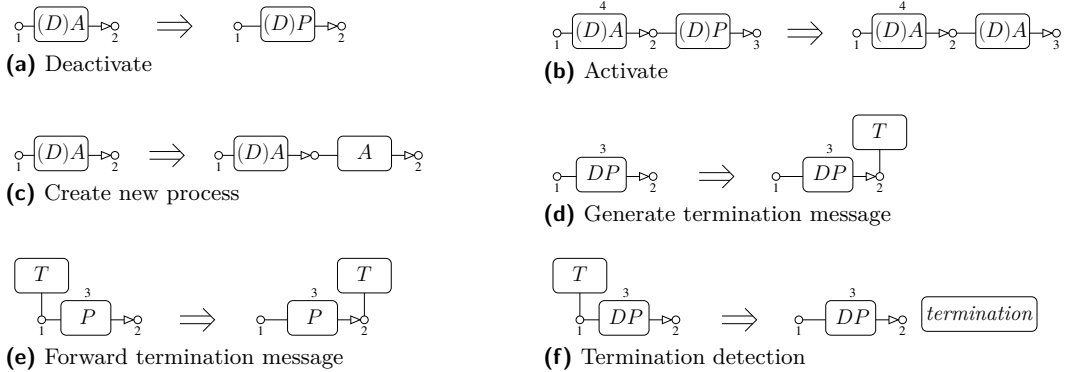 (D)A ⇒ (D)P
1 2 1 2
(a) Deactivate
4 4
(D)A (D)P ⇒ (D)A (D)A
1 2 3 1 2 3
(b) Activate
(D)A ⇒ (D)A A
1 2 1 2
(c) Create new process
T
3 3
DP ⇒ DP
1 2 1 2
(d) Generate termination message
T T
3 3
P ⇒ P
1 2 1 2
(e) Forward termination message
T
3 3
DP ⇒ DP termination
1 2 1 2
(f) Termination detection